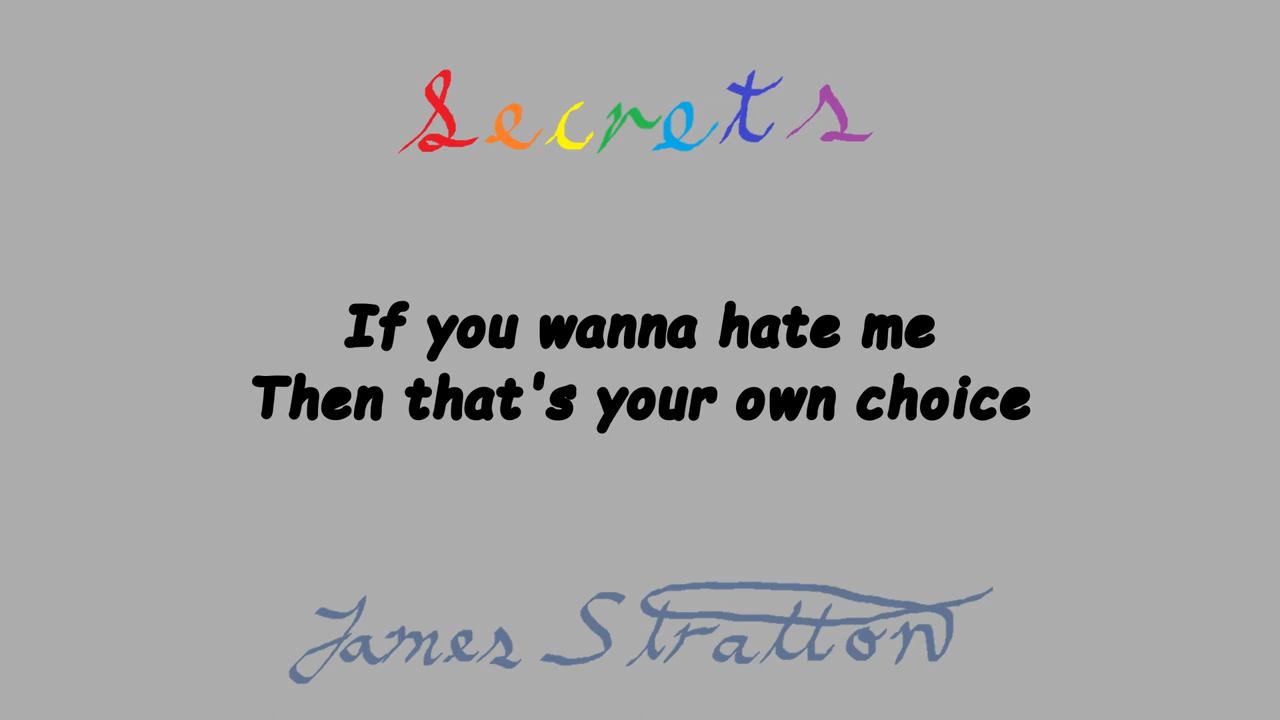 Secrets
If you wanna hate me
Then that's your own choice
James Stratton